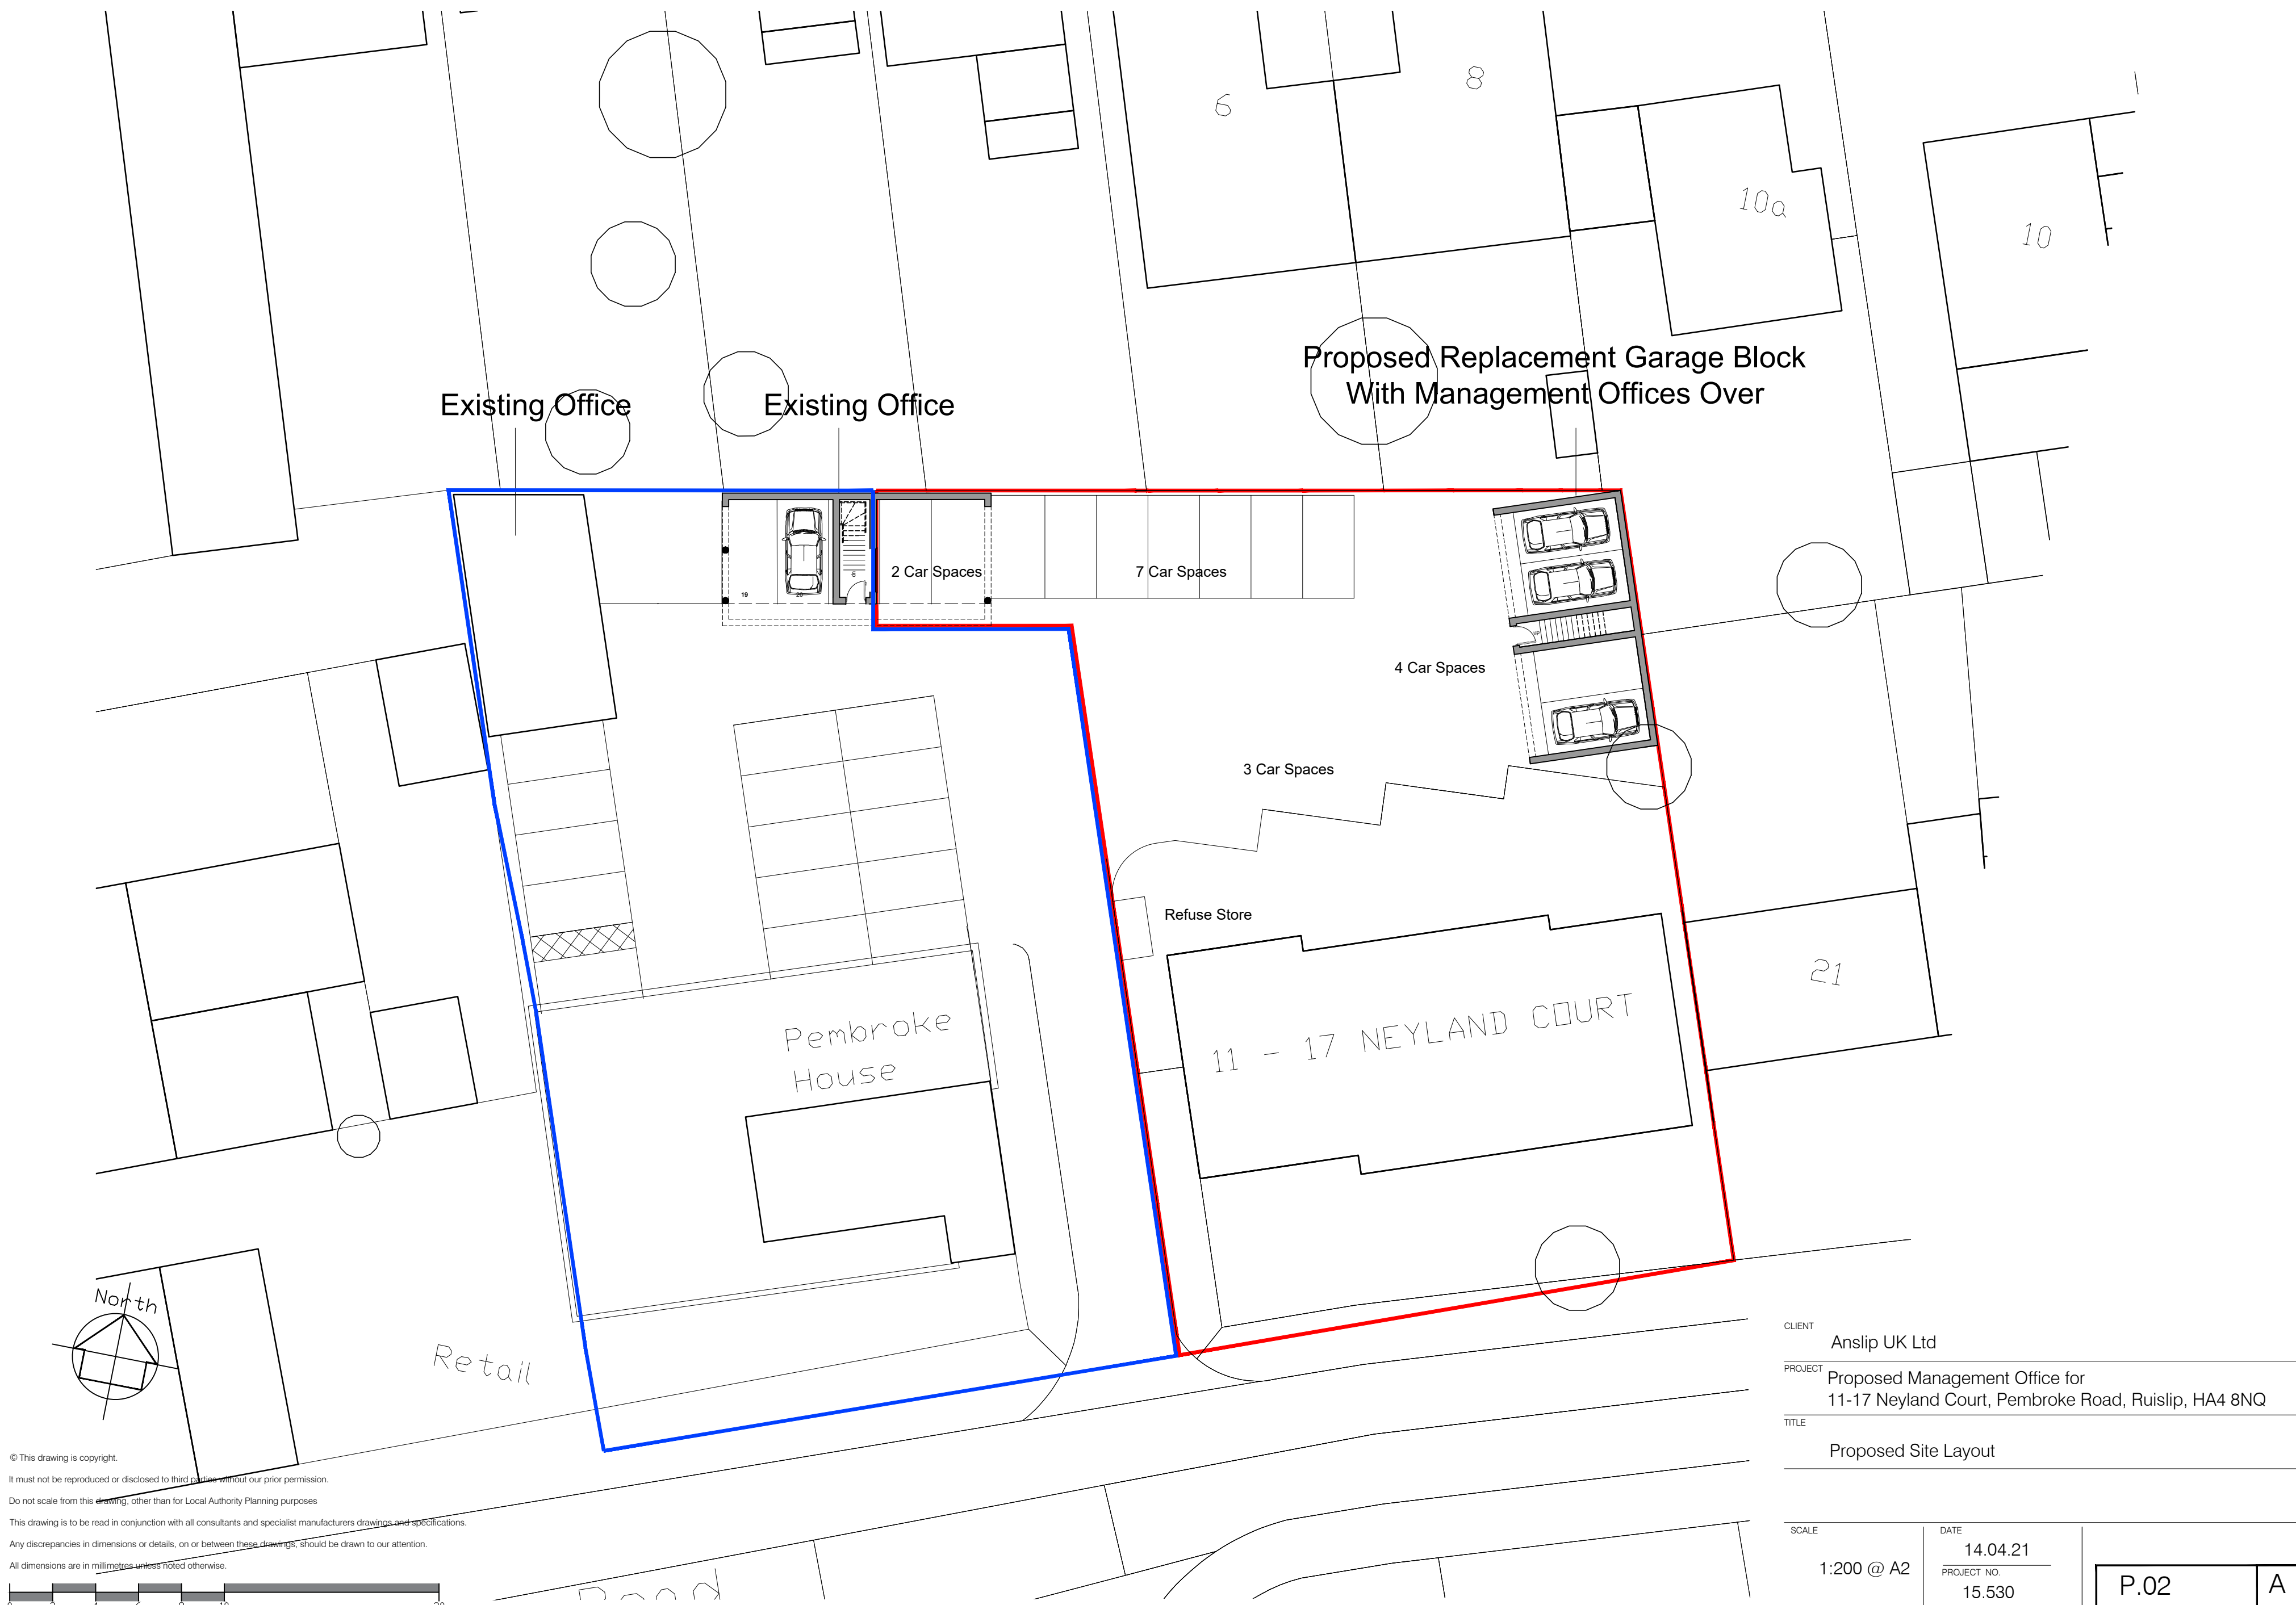 6
8
10a
10
Proposed Replacement Garage Block
With Management Offices Over
Existing Office
Existing Office
2 Car Spaces
7 Car Spaces
19
20
up
4 Car Spaces
3 Car Spaces
Refuse Store
21
Pembroke
House
11 - 17 NEYLAND COURT
North
Retail
CLIENT
Anslip UK Ltd
PROJECT
Proposed Management Office for
11-17 Neyland Court, Pembroke Road, Ruislip, HA4 8NQ
TITLE
Proposed Site Layout
© This drawing is copyright.
It must not be reproduced or disclosed to third parties without our prior permission.
Do not scale from this drawing, other than for Local Authority Planning purposes
This drawing is to be read in conjunction with all consultants and specialist manufacturers drawings and specifications.
Any discrepancies in dimensions or details, on or between these drawings, should be drawn to our attention.
All dimensions are in millimetres unless noted otherwise.
Road
SCALE
1:200 @ A2
DATE
14.04.21
PROJECT NO.
15.530
P.02
A